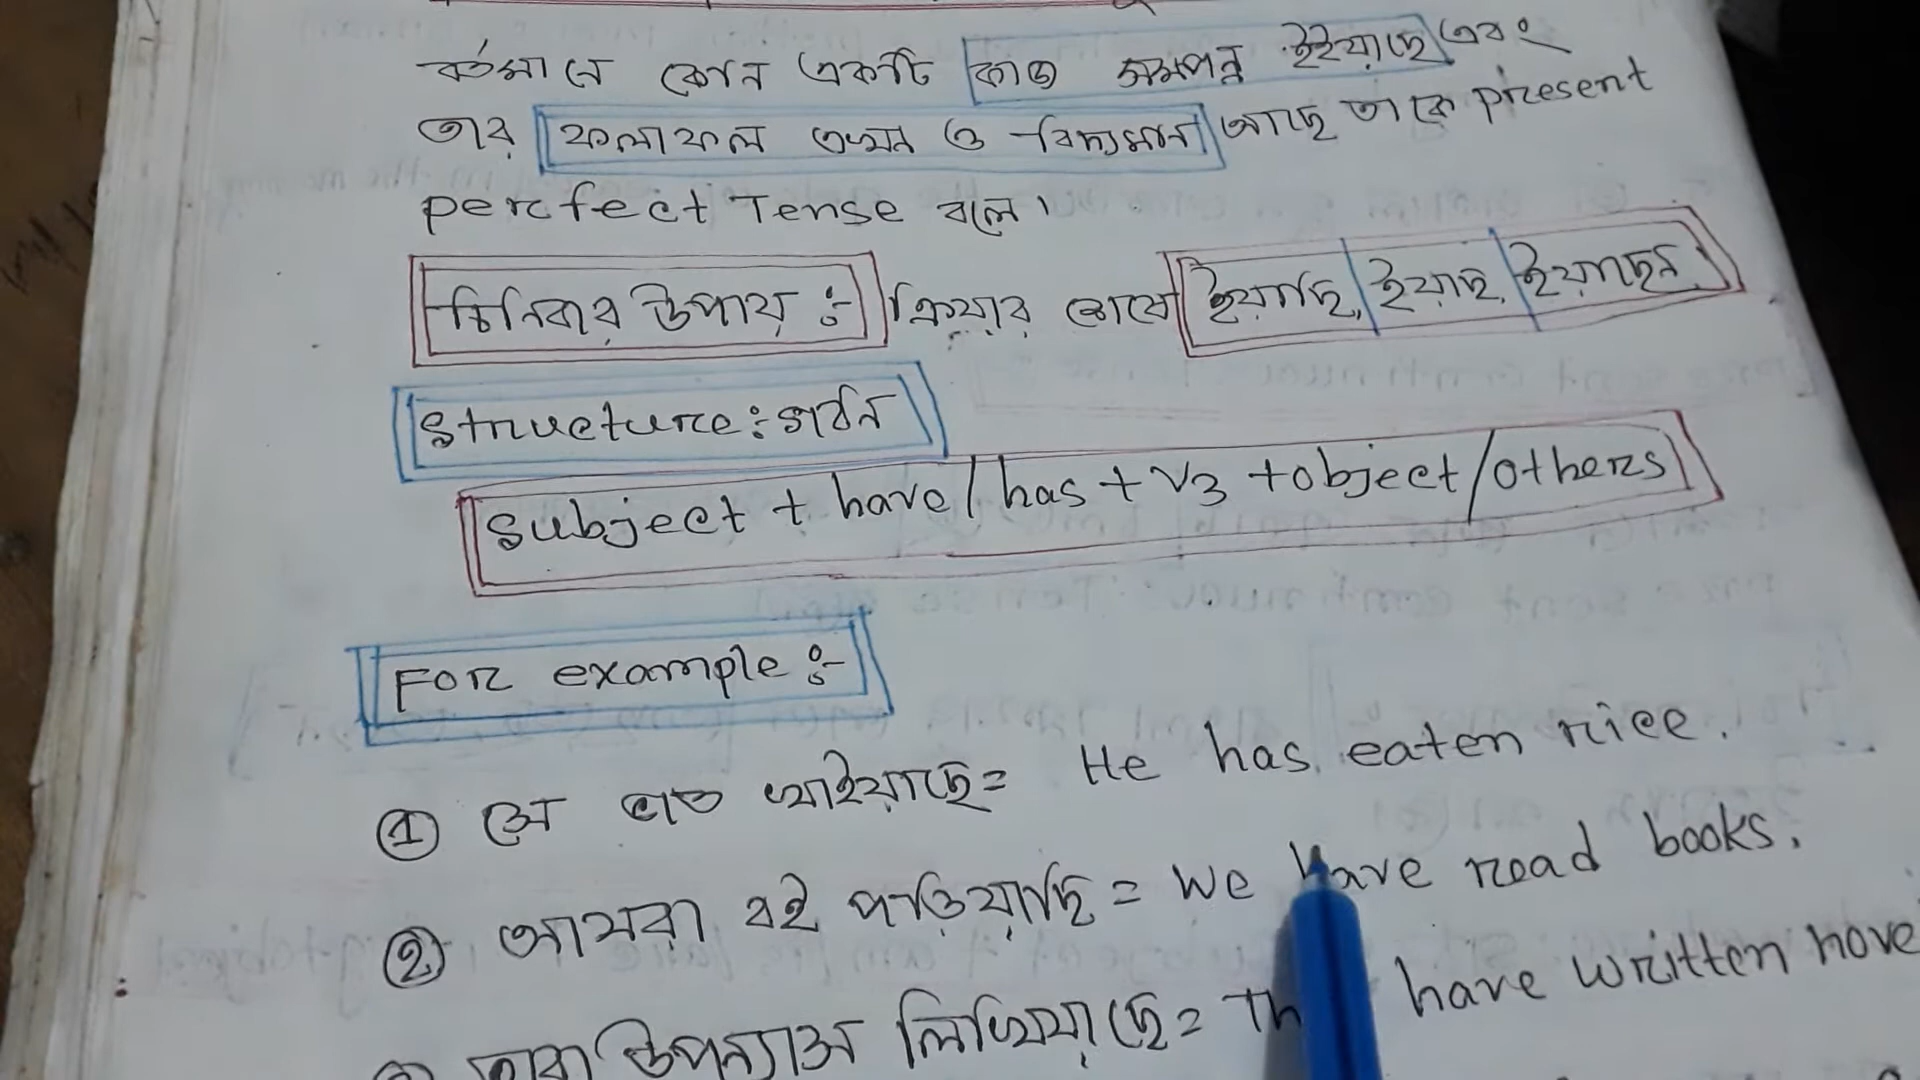 বর্তমানে কোন একটি কাজ সম্পন্ন হইয়াছে এবং
তার ফলাফল এখন ও বিদ্যমান আছে তাকে present
perfect Tense বলে।
চিনিবার উপায় :- ক্রিয়ার শেষে ইয়াছি, ইয়াছ, ইয়াছেন
structure : গঠন
subject + have / has + V3 + object / others
For example :-
① সে ভাত খাইয়াছে = He has eaten rice.
② আমরা বই পড়িয়াছি = We have read books.
তারা উপন্যাস লিখিয়াছে = have written